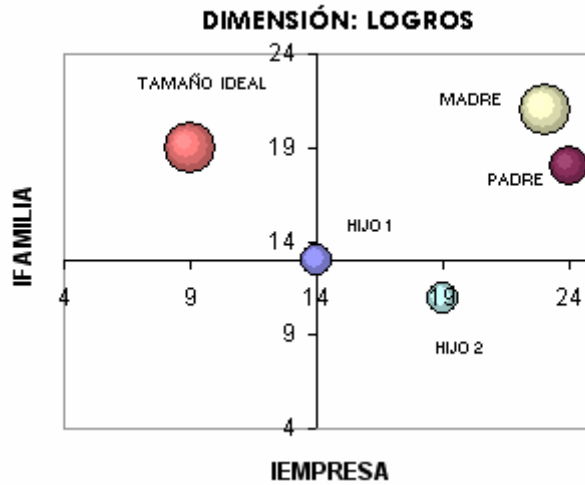 DIMENSIÓN: LOGROS
24
TAMAÑO IDEAL
MADRE
19
PADRE
IFAMILIA
HIJO 1
14
4 9 14 19 24
9
HIJO 2
4
IEMPRESA